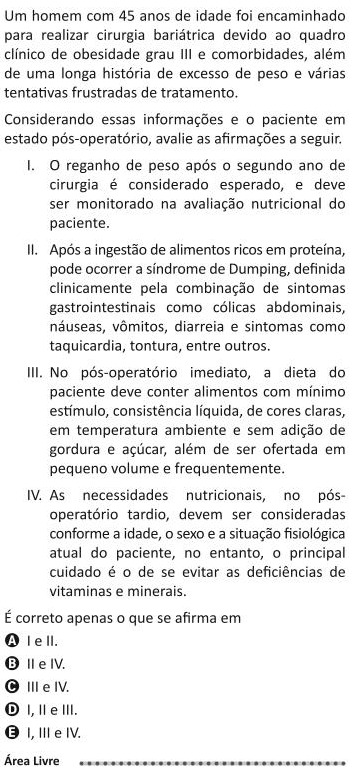 Um homem com 45 anos de idade foi encaminhado
para realizar cirurgia bariátrica devido ao quadro
clínico de obesidade grau III e comorbidades, além
de uma longa história de excesso de peso e várias
tentativas frustradas de tratamento.
Considerando essas informações e o paciente em
estado pós-operatório, avalie as afirmações a seguir.
I. O reganho de peso após o segundo ano de
cirurgia é considerado esperado, e deve
ser monitorado na avaliação nutricional do
paciente.
II. Após a ingestão de alimentos ricos em proteína,
pode ocorrer a síndrome de Dumping, definida
clinicamente pela combinação de sintomas
gastrointestinais como cólicas abdominais,
náuseas, vômitos, diarreia e sintomas como
taquicardia, tontura, entre outros.
III. No pós-operatório imediato, a dieta do
paciente deve conter alimentos com mínimo
estímulo, consistência líquida, de cores claras,
em temperatura ambiente e sem adição de
gordura e açúcar, além de ser ofertada em
pequeno volume e frequentemente.
IV. As necessidades nutricionais, no pós-
operatório tardio, devem ser consideradas
conforme a idade, o sexo e a situação fisiológica
atual do paciente, no entanto, o principal
cuidado é o de se evitar as deficiências de
vitaminas e minerais.
É correto apenas o que se afirma em
A I e II.
B II e IV.
C III e IV.
D I, II e III.
E I, III e IV.
Área Livre